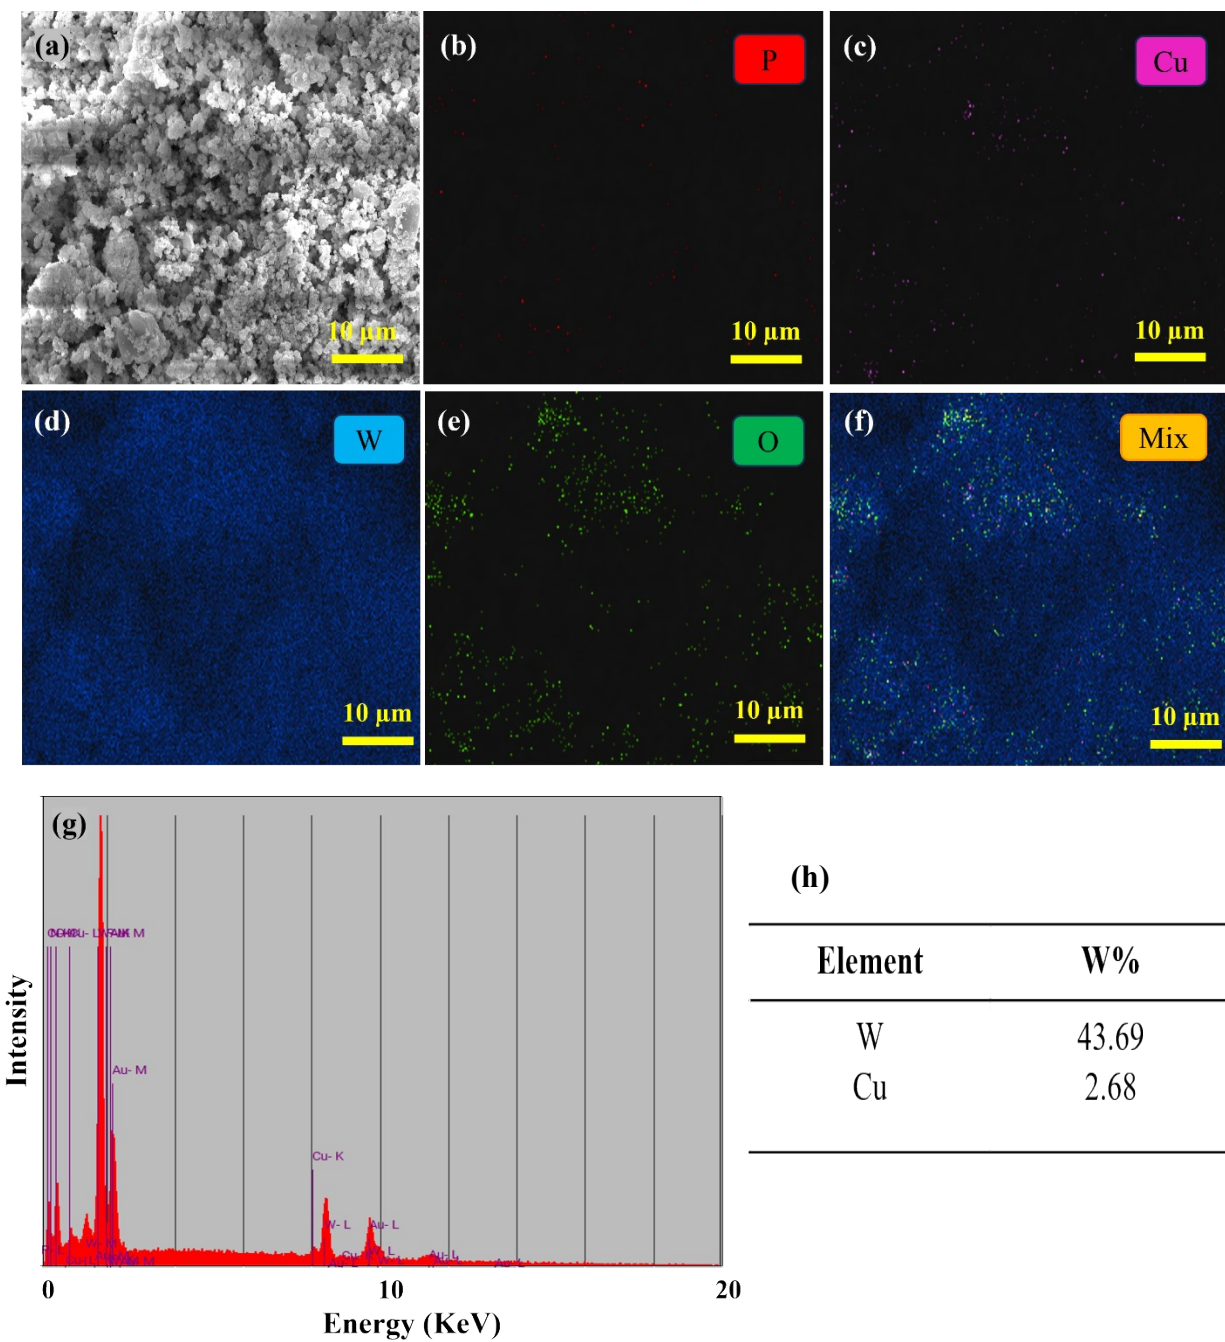 (a)
10 µm
(b)
P
10 µm
(c)
Cu
10 µm
(d)
W
10 µm
(e)
O
10 µm
(f)
Mix
10 µm
(g)
Au- M
Cu- K
W- L
Au- L
Au- L
0
10
20
Energy (KeV)
Intensity
(h)
Element W%
W 43.69
Cu 2.68